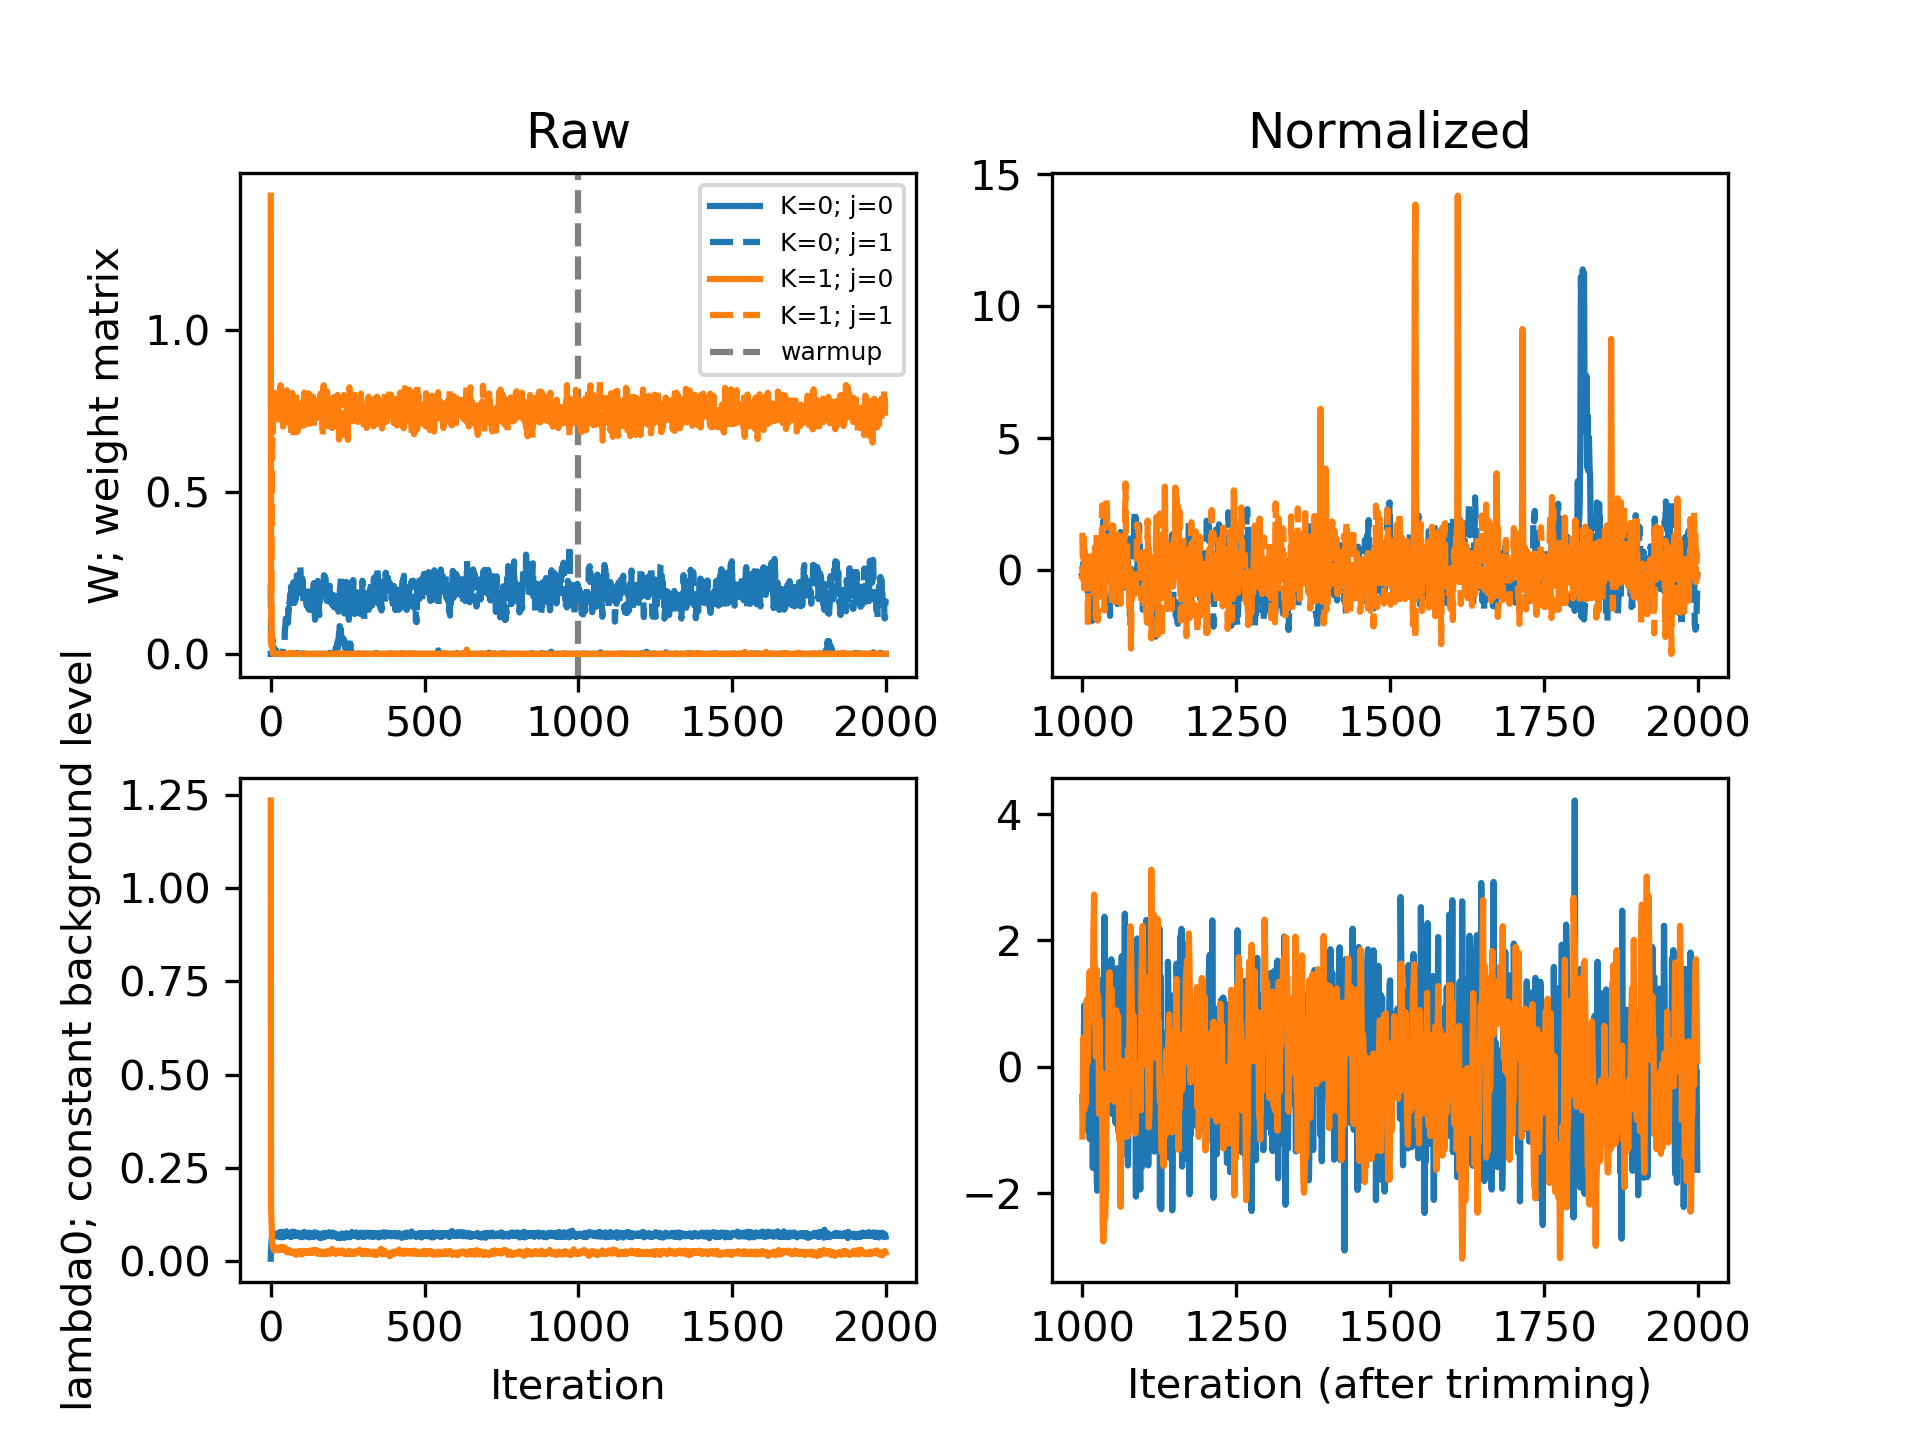 Raw
Normalized
W; weight matrix
1.0
0.5
0.0
K=0; j=0
K=0; j=1
K=1; j=0
K=1; j=1
warmup
0 500 1000 1500 2000
15
10
5
0
1000 1250 1500 1750 2000
lambda0; constant background level
1.25
1.00
0.75
0.50
0.25
0.00
0 500 1000 1500 2000
Iteration
4
2
0
−2
1000 1250 1500 1750 2000
Iteration (after trimming)